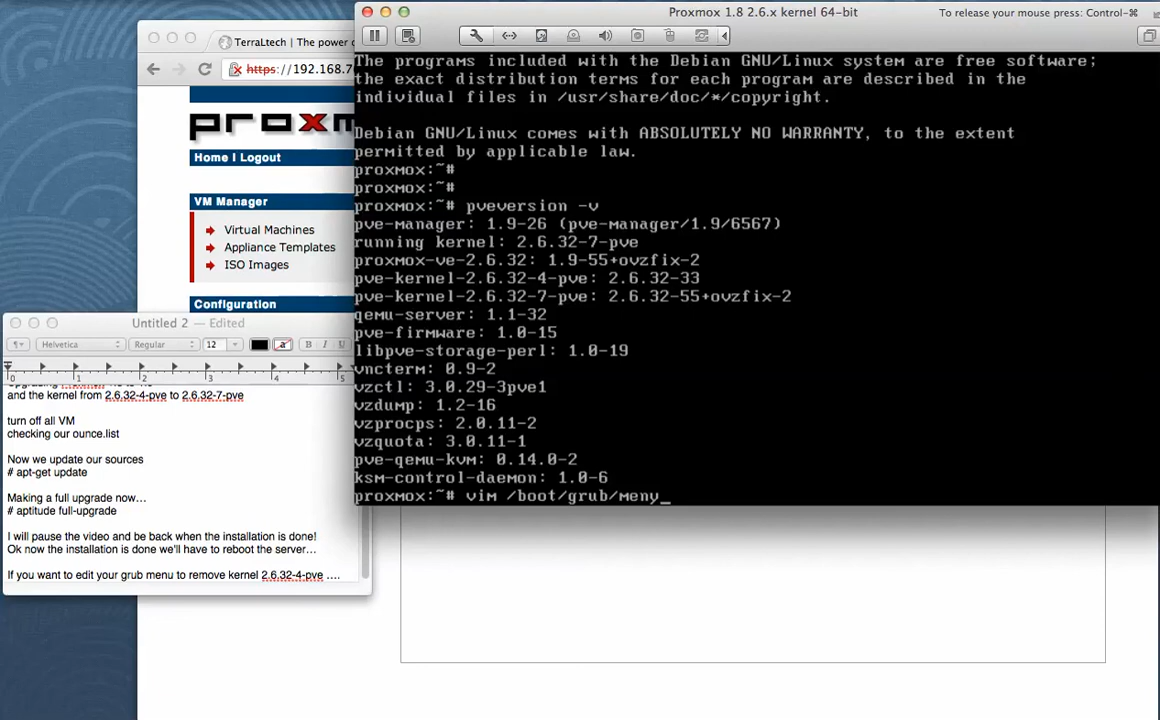 Proxmox 1.8 2.6.x kernel 64-bit
To release your mouse press: Control-⌘
TerraLtech | The power
https://192.168.7
Home I Logout
VM Manager
Virtual Machines
Appliance Templates
ISO Images
Configuration
The programs included with the Debian GNU/Linux system are free software;
the exact distribution terms for each program are described in the
individual files in /usr/share/doc/*/copyright.
Debian GNU/Linux comes with ABSOLUTELY NO WARRANTY, to the extent
permitted by applicable law.
proxmox:~#
proxmox:~#
proxmox:~# pveversion -v
pve-manager: 1.9-26 (pve-manager/1.9/6567)
running kernel: 2.6.32-7-pve
proxmox-ve-2.6.32: 1.9-55+ovzfix-2
pve-kernel-2.6.32-4-pve: 2.6.32-33
pve-kernel-2.6.32-7-pve: 2.6.32-55+ovzfix-2
qemu-server: 1.1-32
pve-firmware: 1.0-15
libpve-storage-perl: 1.0-19
vncterm: 0.9-2
vzctl: 3.0.29-3pve1
vzdump: 1.2-16
vzprocps: 2.0.11-2
vzquota: 3.0.11-1
pve-qemu-kvm: 0.14.0-2
ksm-control-daemon: 1.0-6
proxmox:~# vim /boot/grub/meny_
Untitled 2 — Edited
Helvetica Regular 12 B I U
0 1 2 3 4 5
and the kernel from 2.6.32-4-pve to 2.6.32-7-pve
turn off all VM
checking our ounce.list
Now we update our sources
# apt-get update
Making a full upgrade now...
# aptitude full-upgrade
I will pause the video and be back when the installation is done!
Ok now the installation is done we'll have to reboot the server...
If you want to edit your grub menu to remove kernel 2.6.32-4-pve ....